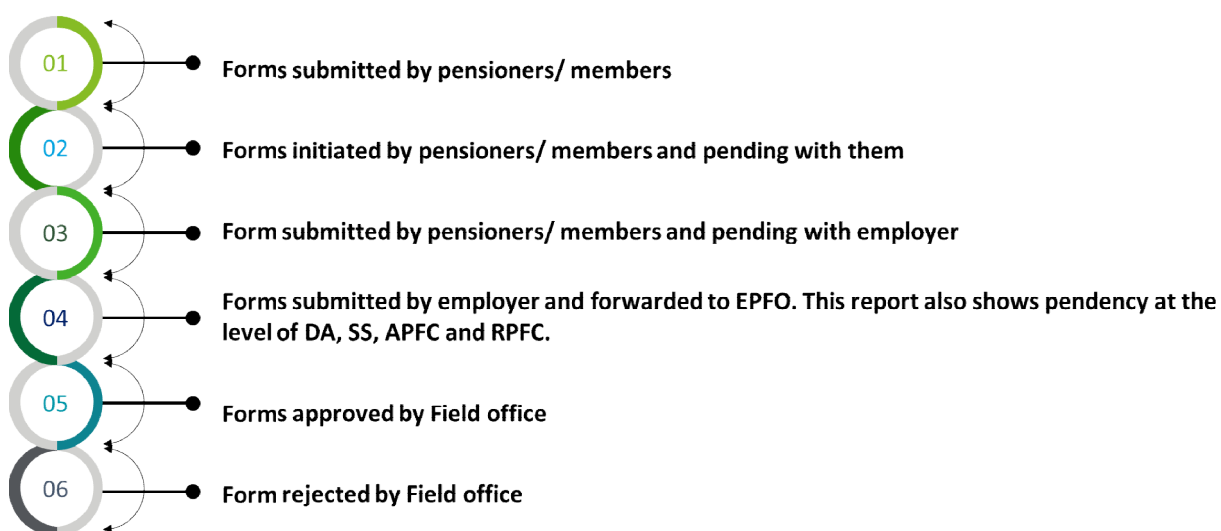 01
Forms submitted by pensioners/ members
02
Forms initiated by pensioners/ members and pending with them
03
Form submitted by pensioners/ members and pending with employer
04
Forms submitted by employer and forwarded to EPFO. This report also shows pendency at the
level of DA, SS, APFC and RPFC.
05
Forms approved by Field office
06
Form rejected by Field office